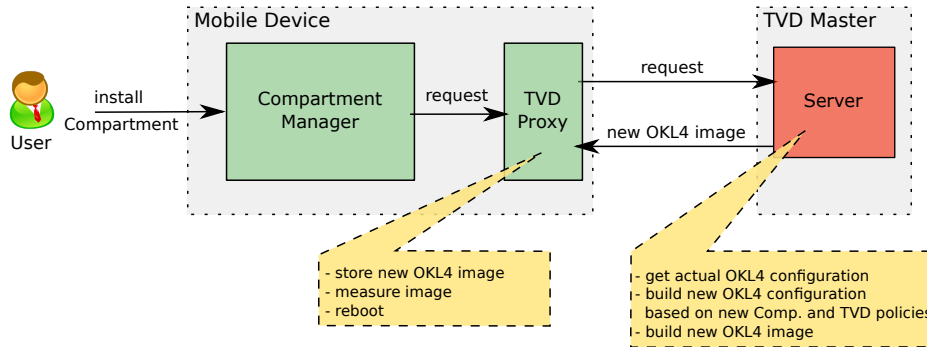 Mobile Device
TVD Master
User
install
Compartment
Compartment
Manager
request
TVD
Proxy
request
new OKL4 image
Server
- store new OKL4 image
- measure image
- reboot
- get actual OKL4 configuration
- build new OKL4 configuration
based on new Comp. and TVD policies
- build new OKL4 image